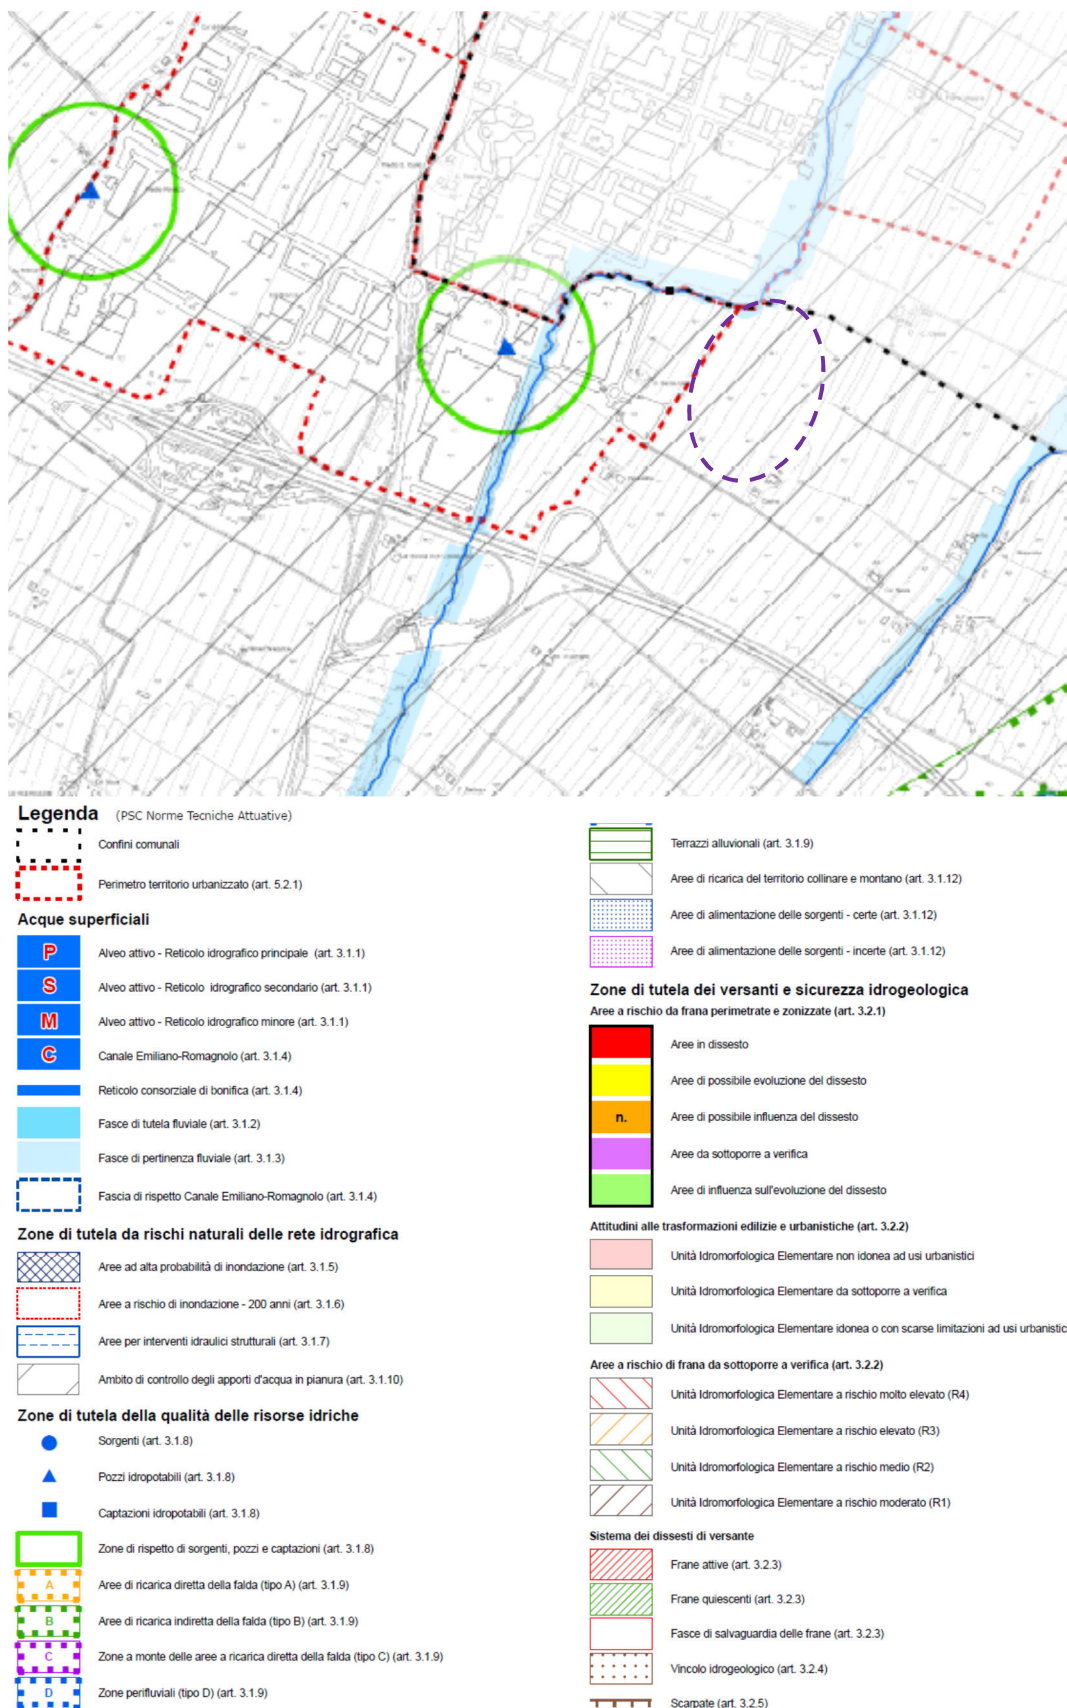 Legenda (PSC Norme Tecniche Attuative)
Confini comunali
Perimetro territorio urbanizzato (art. 5.2.1)
Acque superficiali
P Alveo attivo - Reticolo idrografico principale (art. 3.1.1)
S Alveo attivo - Reticolo idrografico secondario (art. 3.1.1)
M Alveo attivo - Reticolo idrografico minore (art. 3.1.1)
C Canale Emiliano-Romagnolo (art. 3.1.4)
Reticolo consorziale di bonifica (art. 3.1.4)
Fasce di tutela fluviale (art. 3.1.2)
Fasce di pertinenza fluviale (art. 3.1.3)
Fascia di rispetto Canale Emiliano-Romagnolo (art. 3.1.4)
Zone di tutela da rischi naturali delle rete idrografica
Aree ad alta probabilità di inondazione (art. 3.1.5)
Aree a rischio di inondazione - 200 anni (art. 3.1.6)
Aree per interventi idraulici strutturali (art. 3.1.7)
Ambito di controllo degli apporti d'acqua in pianura (art. 3.1.10)
Zone di tutela della qualità delle risorse idriche
Sorgenti (art. 3.1.8)
Pozzi idropotabili (art. 3.1.8)
Captazioni idropotabili (art. 3.1.8)
Zone di rispetto di sorgenti, pozzi e captazioni (art. 3.1.8)
A Aree di ricarica diretta della falda (tipo A) (art. 3.1.9)
B Aree di ricarica indiretta della falda (tipo B) (art. 3.1.9)
C Zone a monte delle aree a ricarica diretta della falda (tipo C) (art. 3.1.9)
D Zone perifluviali (tipo D) (art. 3.1.9)
Terrazzi alluvionali (art. 3.1.9)
Aree di ricarica del territorio collinare e montano (art. 3.1.12)
Aree di alimentazione delle sorgenti - certe (art. 3.1.12)
Aree di alimentazione delle sorgenti - incerte (art. 3.1.12)
Zone di tutela dei versanti e sicurezza idrogeologica
Aree a rischio da frana perimetrate e zonizzate (art. 3.2.1)
Aree in dissesto
Aree di possibile evoluzione del dissesto
n. Aree di possibile influenza del dissesto
Aree da sottoporre a verifica
Aree di influenza sull'evoluzione del dissesto
Attitudini alle trasformazioni edilizie e urbanistiche (art. 3.2.2)
Unità Idromorfologica Elementare non idonea ad usi urbanistici
Unità Idromorfologica Elementare da sottoporre a verifica
Unità Idromorfologica Elementare idonea o con scarse limitazioni ad usi urbanistic
Aree a rischio di frana da sottoporre a verifica (art. 3.2.2)
Unità Idromorfologica Elementare a rischio molto elevato (R4)
Unità Idromorfologica Elementare a rischio elevato (R3)
Unità Idromorfologica Elementare a rischio medio (R2)
Unità Idromorfologica Elementare a rischio moderato (R1)
Sistema dei dissesti di versante
Frane attive (art. 3.2.3)
Frane quiescenti (art. 3.2.3)
Fasce di salvaguardia delle frane (art. 3.2.3)
Vincolo idrogeologico (art. 3.2.4)
Scarpate (art. 3.2.5)